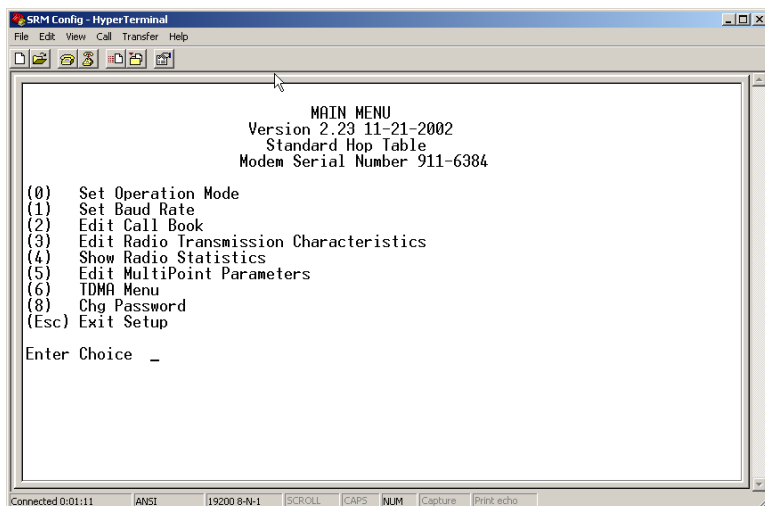 SRM Config - HyperTerminal
File Edit View Call Transfer Help
MAIN MENU
Version 2.23 11-21-2002
Standard Hop Table
Modem Serial Number 911-6384
(0) Set Operation Mode
(1) Set Baud Rate
(2) Edit Call Book
(3) Edit Radio Transmission Characteristics
(4) Show Radio Statistics
(5) Edit MultiPoint Parameters
(6) TDMA Menu
(8) Chg Password
(Esc) Exit Setup
Enter Choice _
Connected 0:01:11 ANSI 19200 8-N-1 SCROLL CAPS NUM Capture Print echo